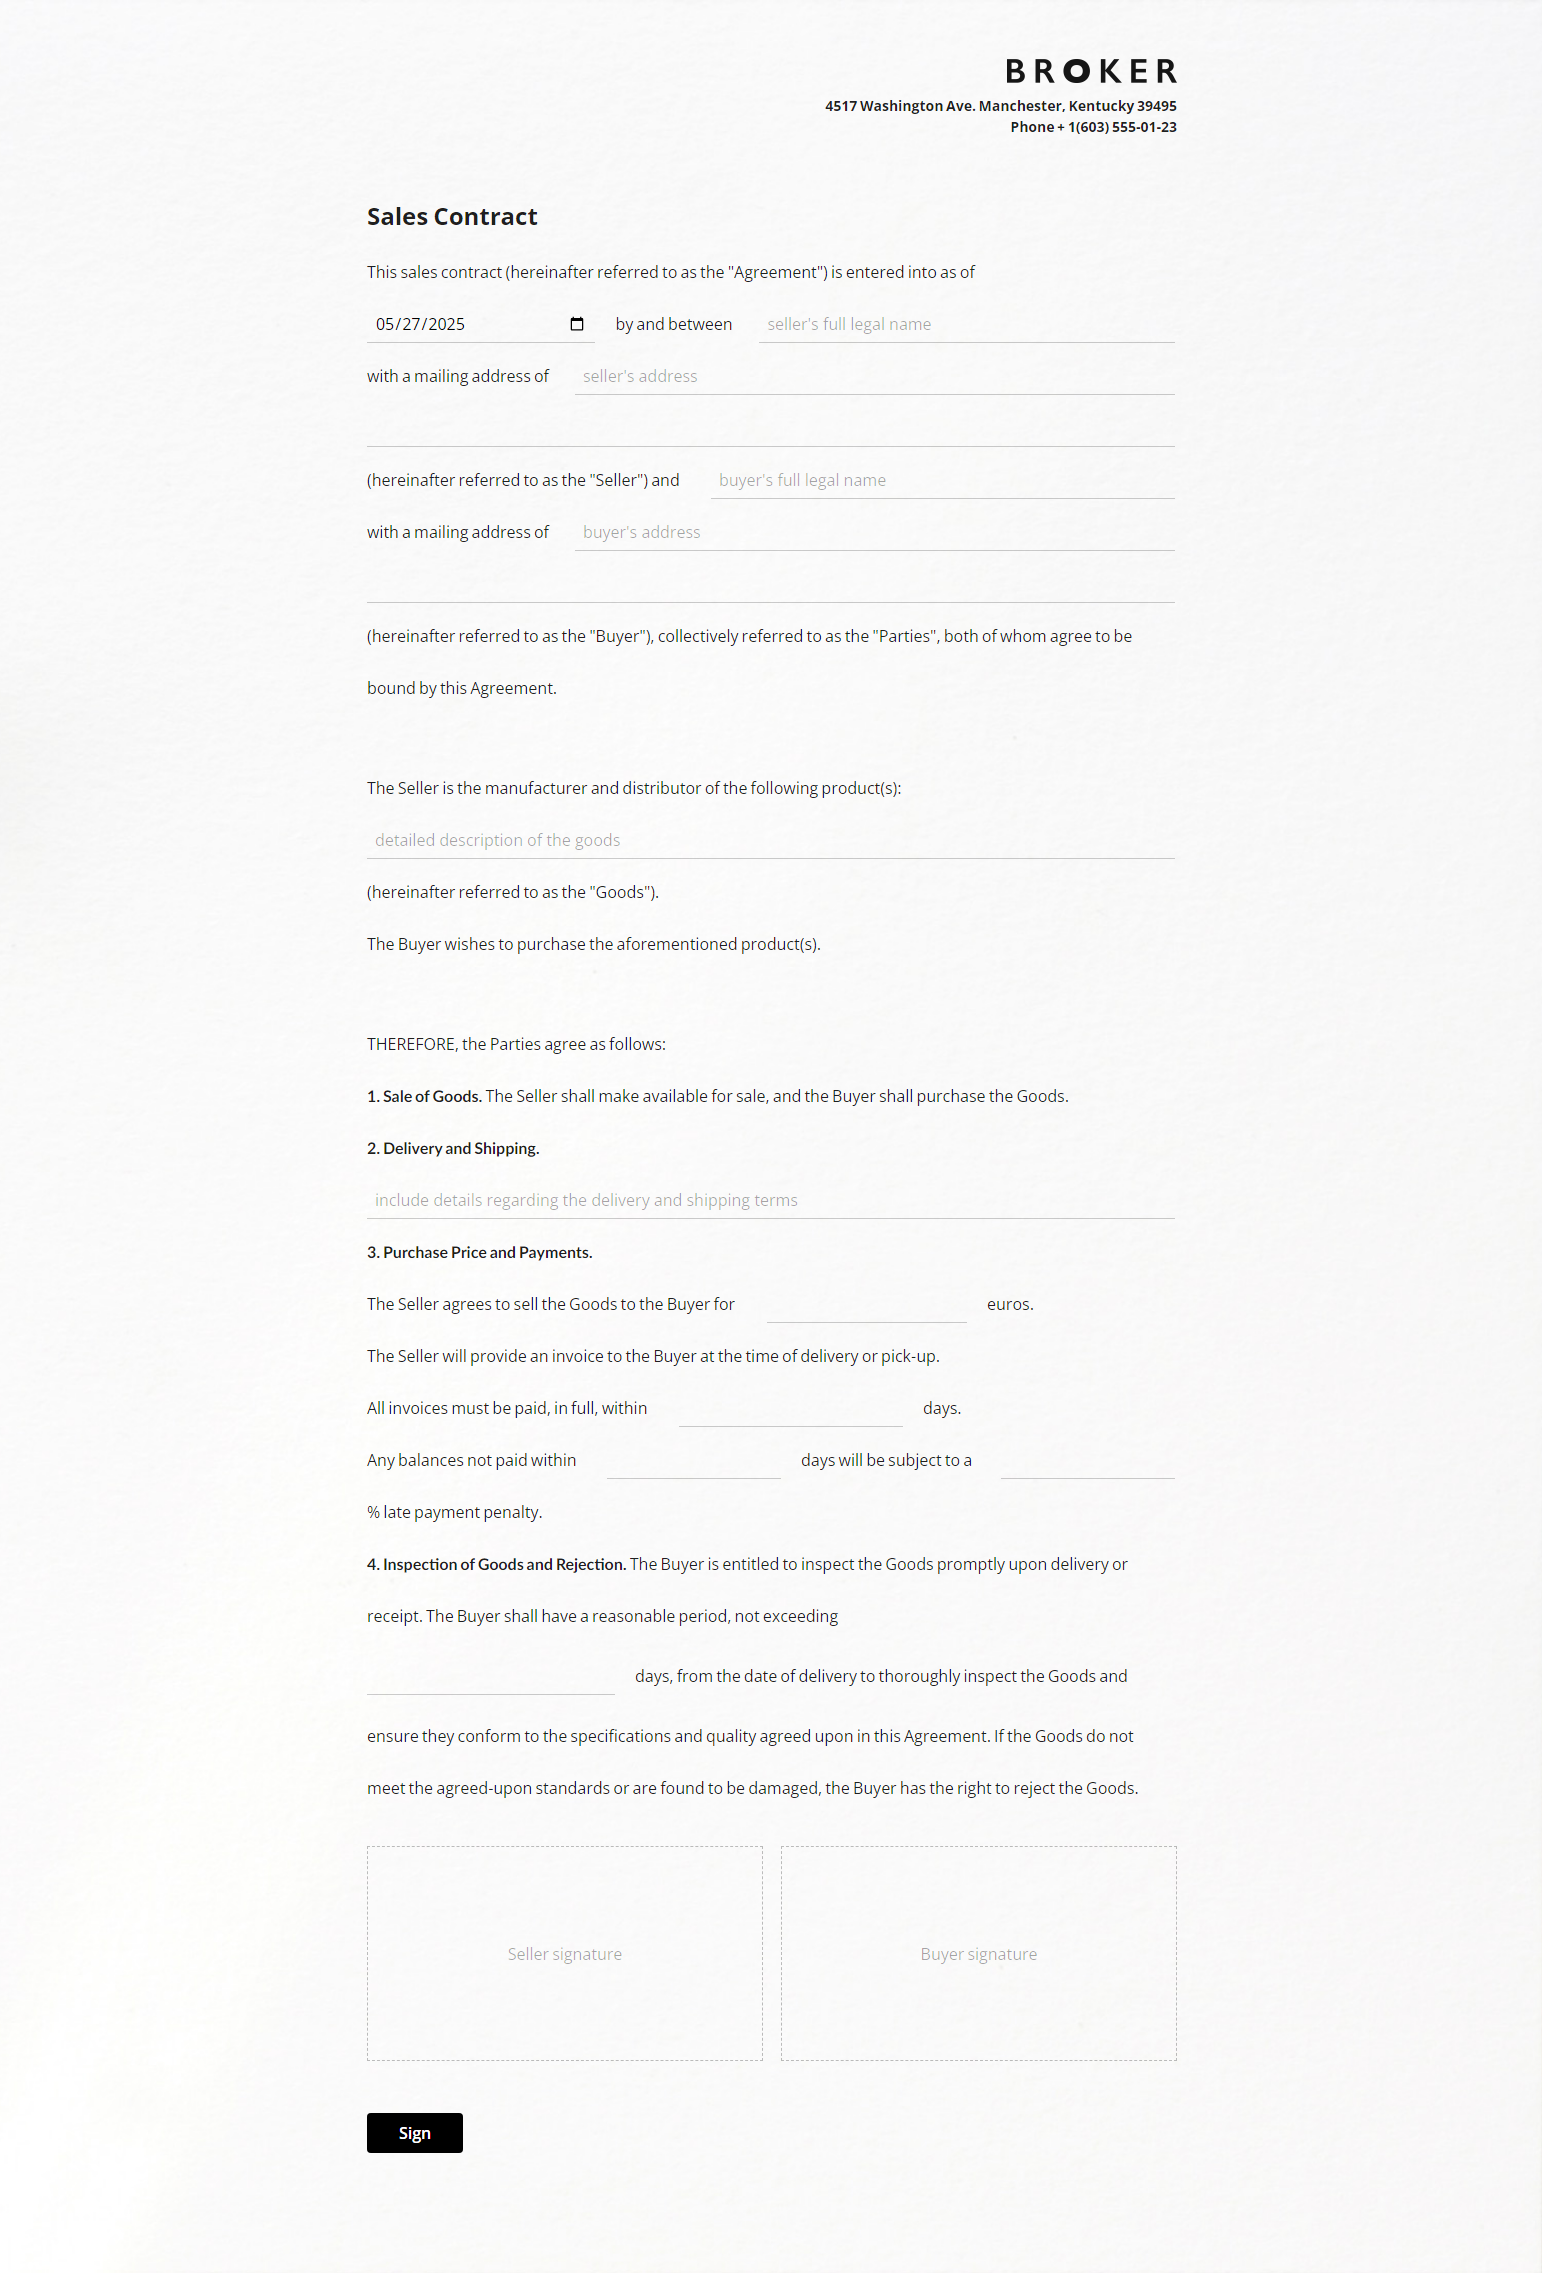 BROKER
4517 Washington Ave. Manchester, Kentucky 39495
Phone + 1(603) 555-01-23
Sales Contract
This sales contract (hereinafter referred to as the "Agreement") is entered into as of
05/27/2025 by and between seller's full legal name
with a mailing address of seller's address
(hereinafter referred to as the "Seller") and buyer's full legal name
with a mailing address of buyer's address
(hereinafter referred to as the "Buyer"), collectively referred to as the "Parties", both of whom agree to be
bound by this Agreement.
The Seller is the manufacturer and distributor of the following product(s):
detailed description of the goods
(hereinafter referred to as the "Goods").
The Buyer wishes to purchase the aforementioned product(s).
THEREFORE, the Parties agree as follows:
1. Sale of Goods. The Seller shall make available for sale, and the Buyer shall purchase the Goods.
2. Delivery and Shipping.
include details regarding the delivery and shipping terms
3. Purchase Price and Payments.
The Seller agrees to sell the Goods to the Buyer for euros.
The Seller will provide an invoice to the Buyer at the time of delivery or pick-up.
All invoices must be paid, in full, within days.
Any balances not paid within days will be subject to a
% late payment penalty.
4. Inspection of Goods and Rejection. The Buyer is entitled to inspect the Goods promptly upon delivery or
receipt. The Buyer shall have a reasonable period, not exceeding
days, from the date of delivery to thoroughly inspect the Goods and
ensure they conform to the specifications and quality agreed upon in this Agreement. If the Goods do not
meet the agreed-upon standards or are found to be damaged, the Buyer has the right to reject the Goods.
Seller signature Buyer signature
Sign